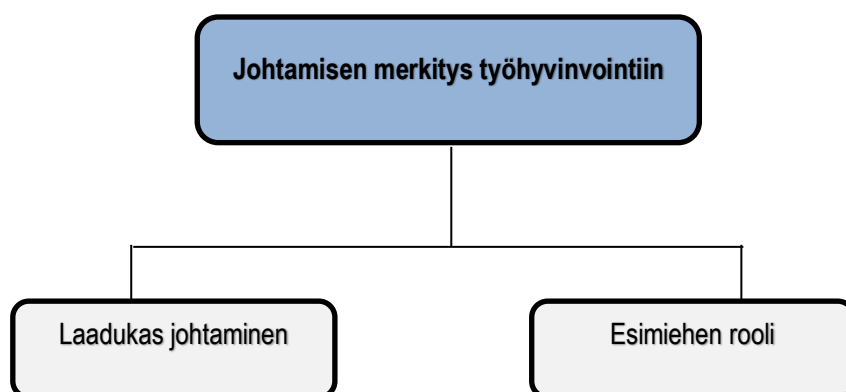 Johtamisen merkitys työhyvinvointiin
Laadukas johtaminen
Esimiehen rooli